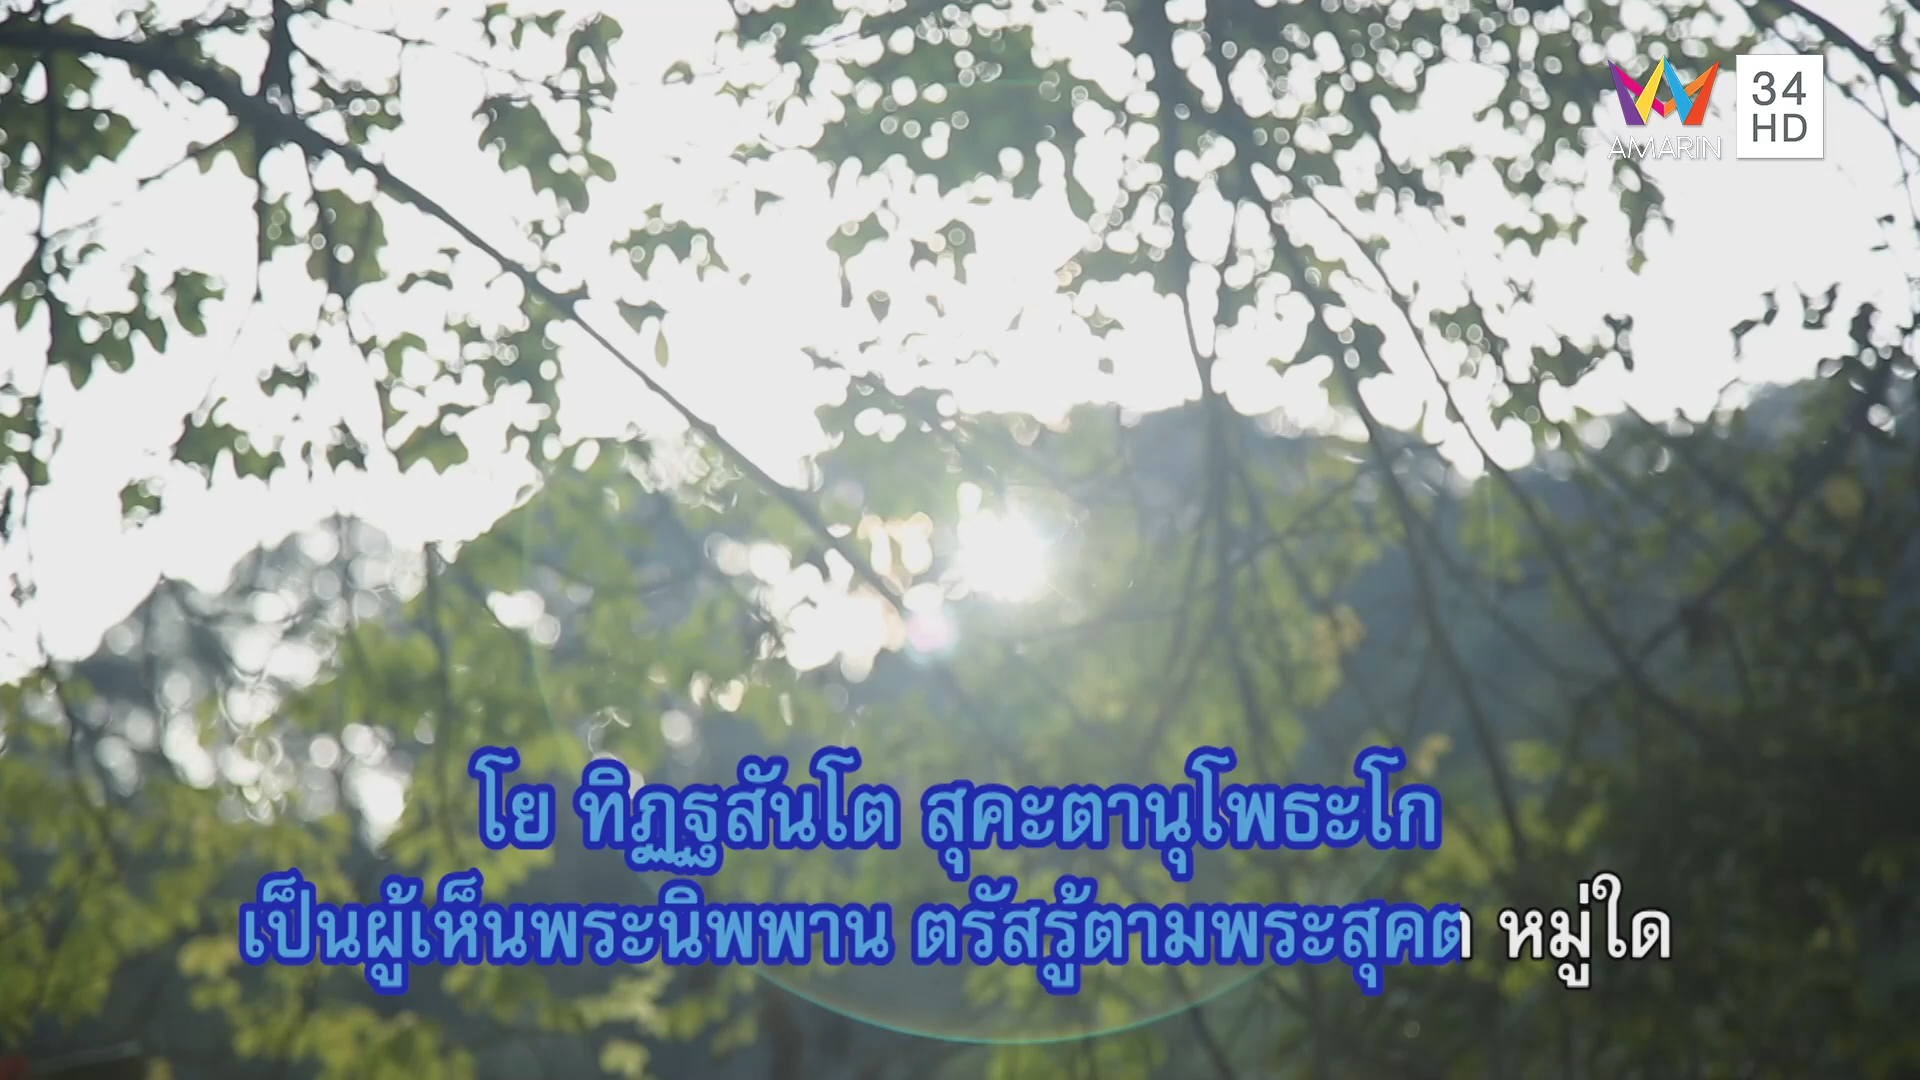 AMARIN
34
HD
โย ทิฏฐสันโต สุคะตานุโพธะโก
เป็นผู้เห็นพระนิพพาน ตรัสรู้ตามพระสุคต หมู่ใด